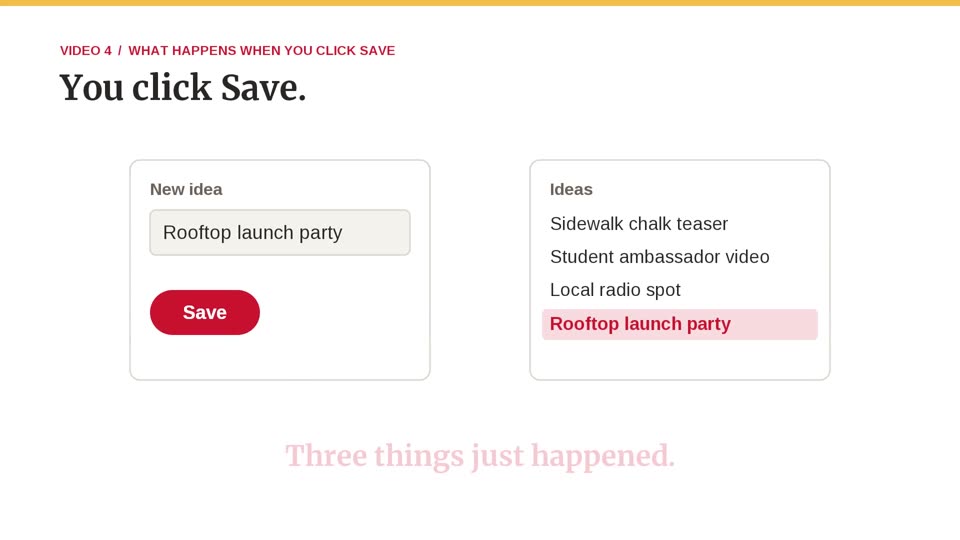 VIDEO 4 / WHAT HAPPENS WHEN YOU CLICK SAVE
You click Save.
New idea
Rooftop launch party
Save
Ideas
Sidewalk chalk teaser
Student ambassador video
Local radio spot
Rooftop launch party
Three things just happened.